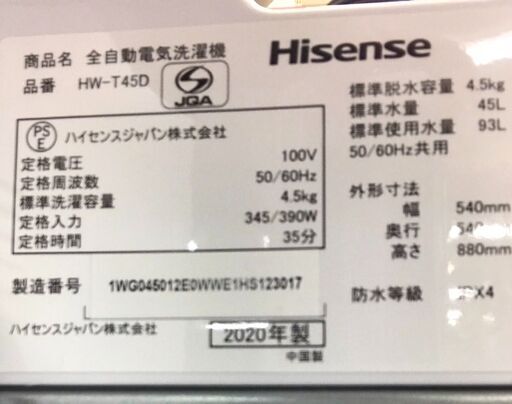 商品名 全自動電気洗濯機
品番 HW-T45D
S
JQA
Hisense
PS
E
ハイセンスジャパン株式会社
定格電圧 100V
定格周波数 50/60Hz
標準洗濯容量 4.5kg
定格入力 345/390W
定格時間 35分
標準脱水容量 4.5kg
標準水量 45L
標準使用水量 93L
50/60Hz共用
外形寸法
幅 540mm
奥行
高さ 880mm
製造番号 1WG045012E0WWE1HS123017
防水等級 IPX4
ハイセンスジャパン株式会社
2020年製
中国製